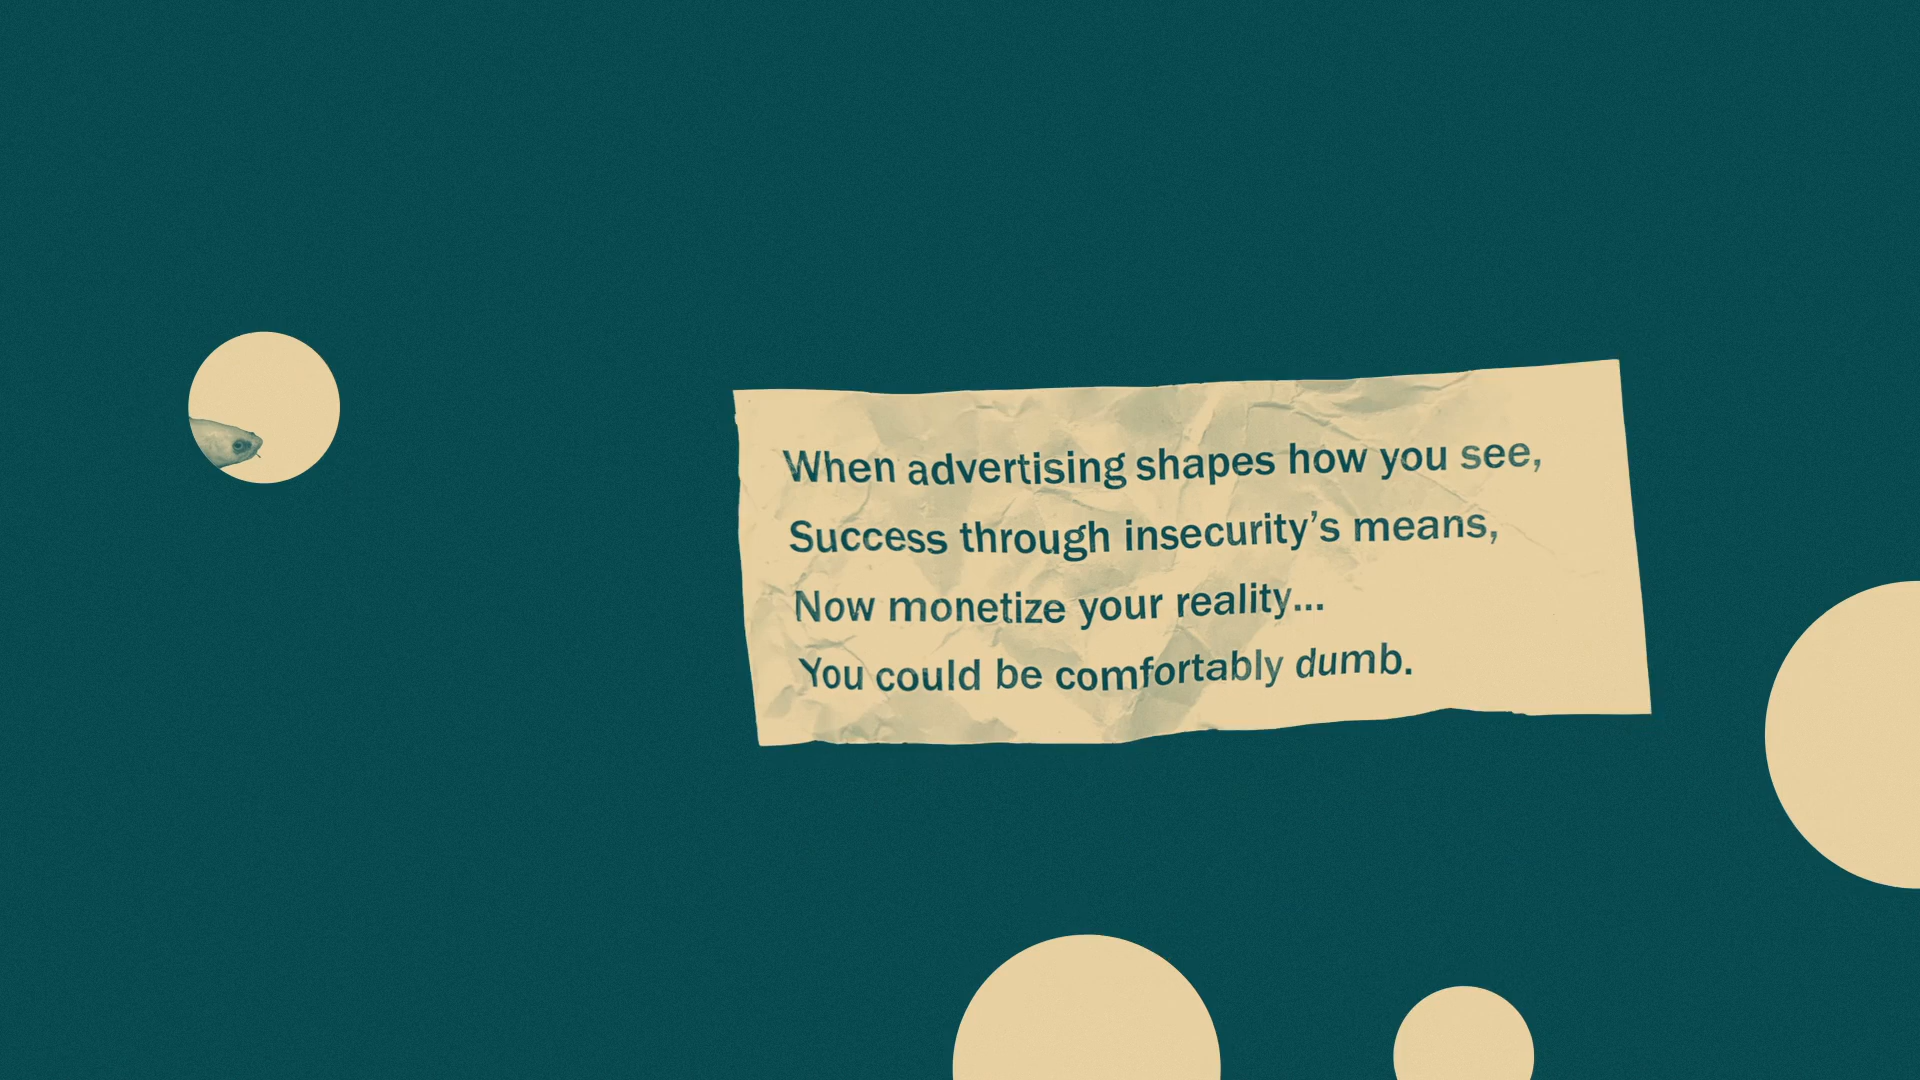 When advertising shapes how you see,
Success through insecurity’s means,
Now monetize your reality...
You could be comfortably dumb.